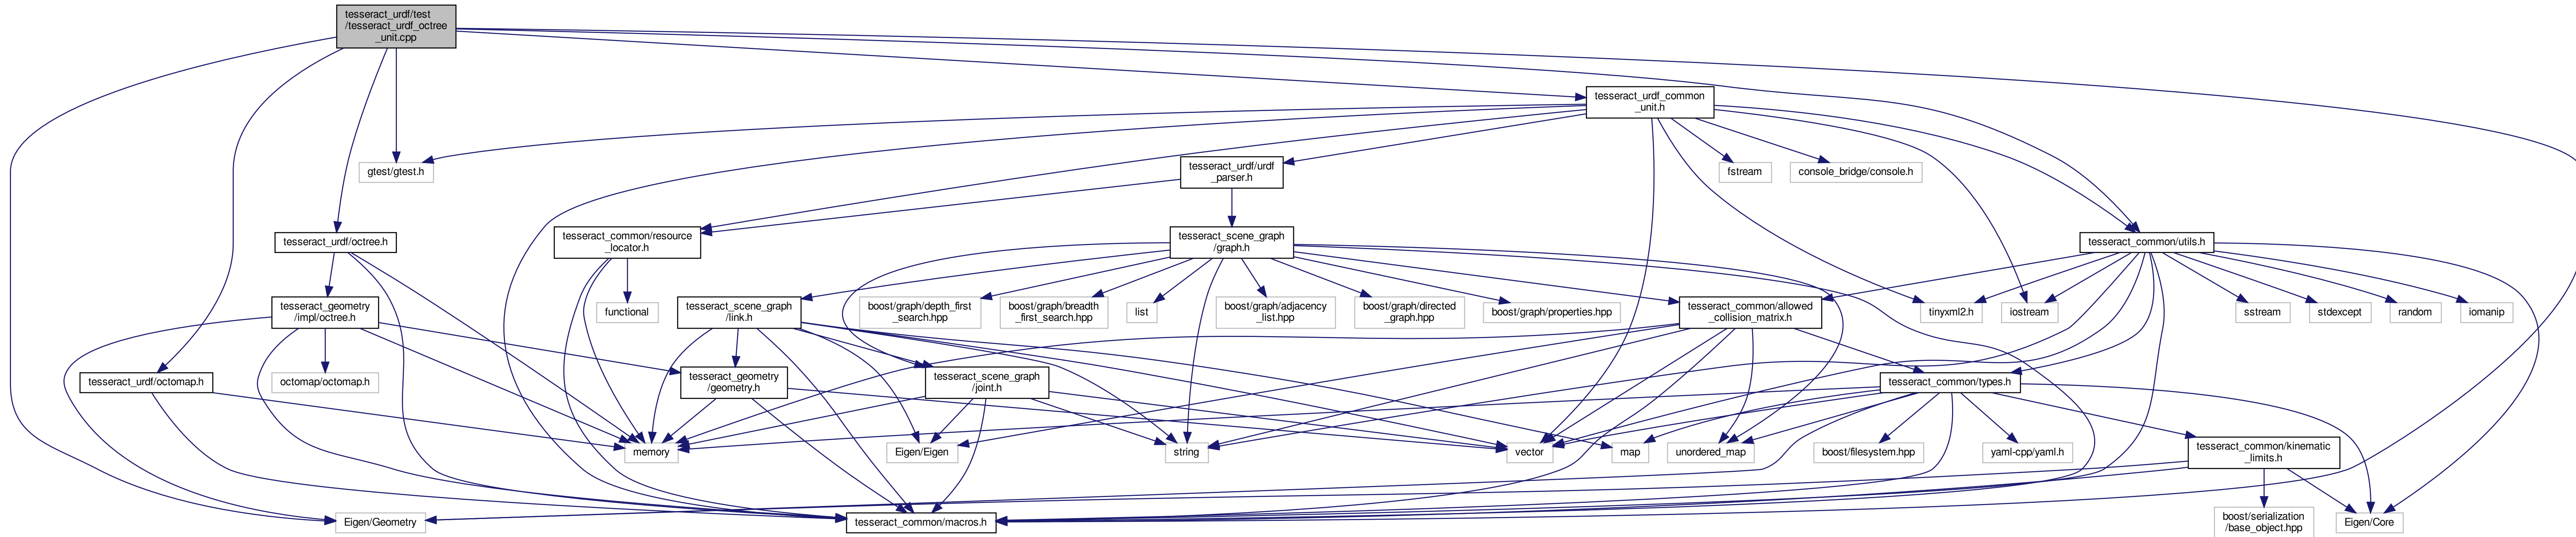 tesseract_urdf/test
/tesseract_urdf_octree
_unit.cpp
tesseract_urdf_common
_unit.h
gtest/gtest.h
tesseract_urdf/urdf
_parser.h
fstream
console_bridge/console.h
tesseract_urdf/octree.h
tesseract_common/resource
_locator.h
tesseract_scene_graph
/graph.h
tesseract_common/utils.h
tesseract_geometry
/impl/octree.h
functional
tesseract_scene_graph
/link.h
boost/graph/depth_first
_search.hpp
boost/graph/breadth
_first_search.hpp
list
boost/graph/adjacency
_list.hpp
boost/graph/directed
_graph.hpp
boost/graph/properties.hpp
tesseract_common/allowed
_collision_matrix.h
tinyxml2.h
iostream
sstream
stdexcept
random
iomanip
tesseract_urdf/octomap.h
octomap/octomap.h
tesseract_geometry
/geometry.h
tesseract_scene_graph
/joint.h
tesseract_common/types.h
memory
Eigen/Eigen
string
vector
map
unordered_map
boost/filesystem.hpp
yaml-cpp/yaml.h
tesseract_common/kinematic
_limits.h
Eigen/Geometry
tesseract_common/macros.h
boost/serialization
/base_object.hpp
Eigen/Core